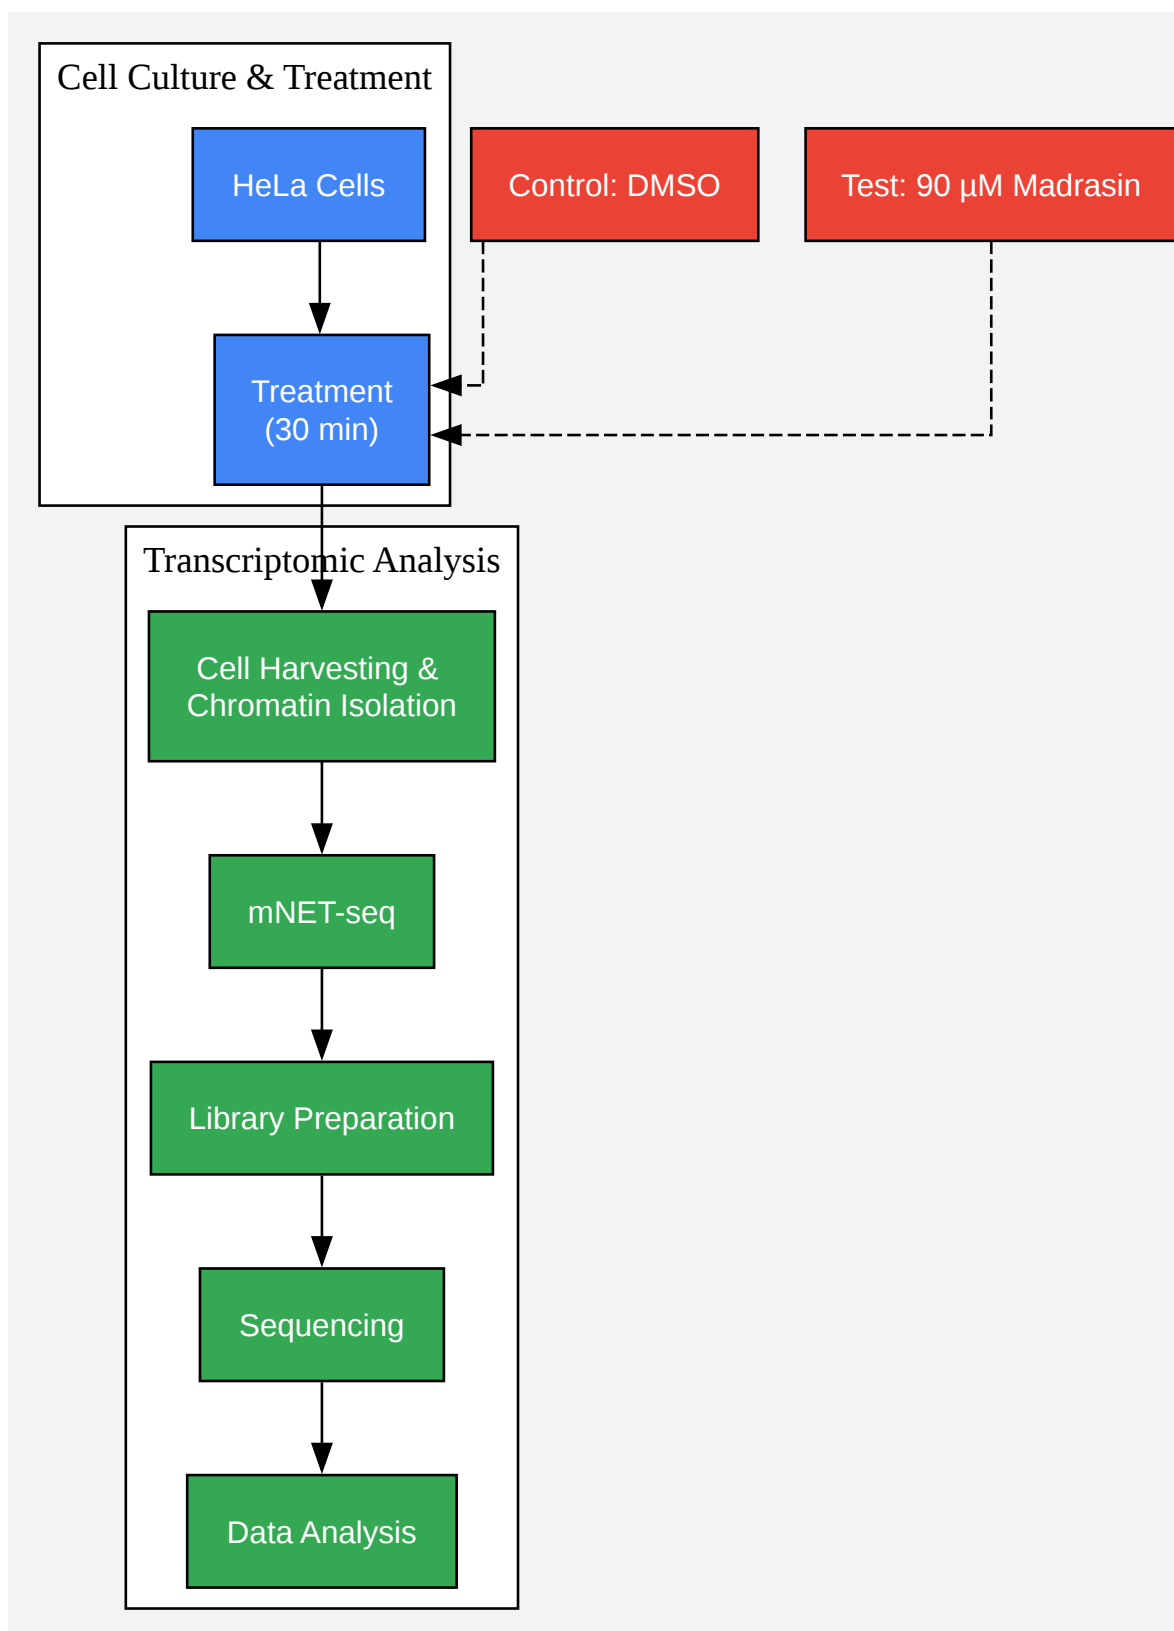 Cell Culture & Treatment
HeLa Cells
Control: DMSO
Test: 90 µM Madrasin
Treatment
(30 min)
Transcriptomic Analysis
Cell Harvesting &
Chromatin Isolation
mNET-seq
Library Preparation
Sequencing
Data Analysis